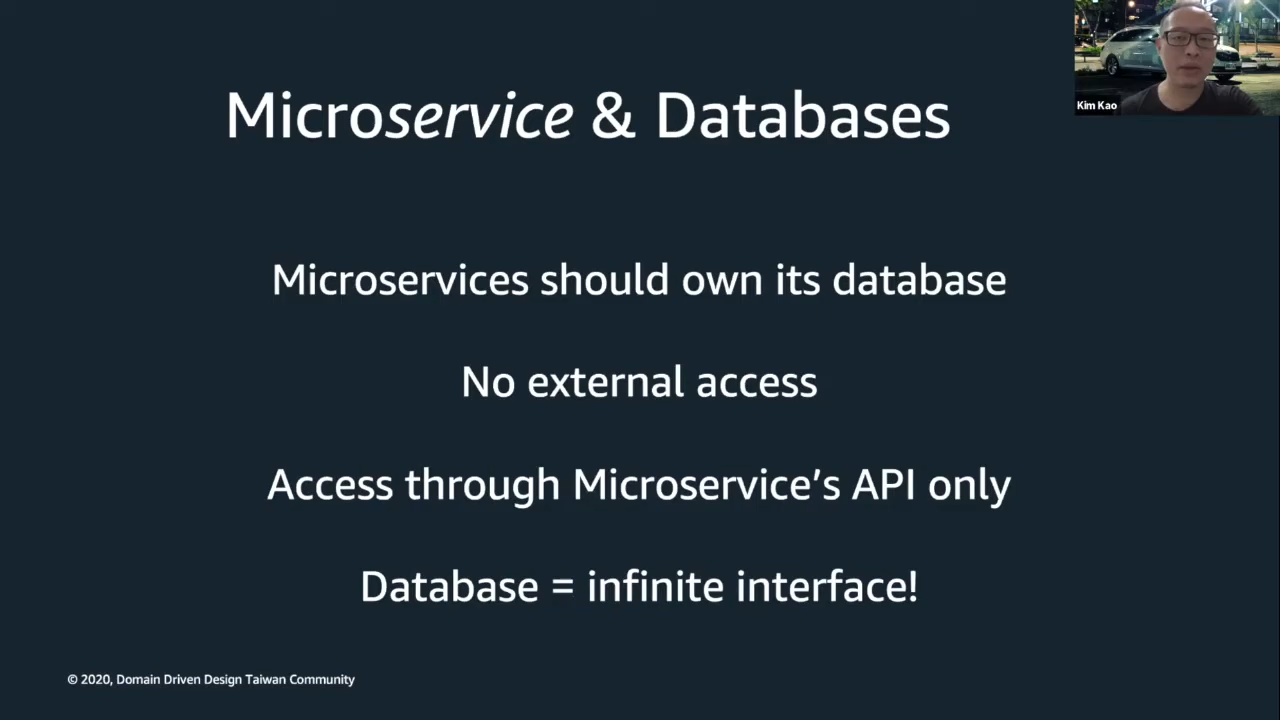 Microservice & Databases
Kim Kao
Microservices should own its database
No external access
Access through Microservice’s API only
Database = infinite interface!
© 2020, Domain Driven Design Taiwan Community